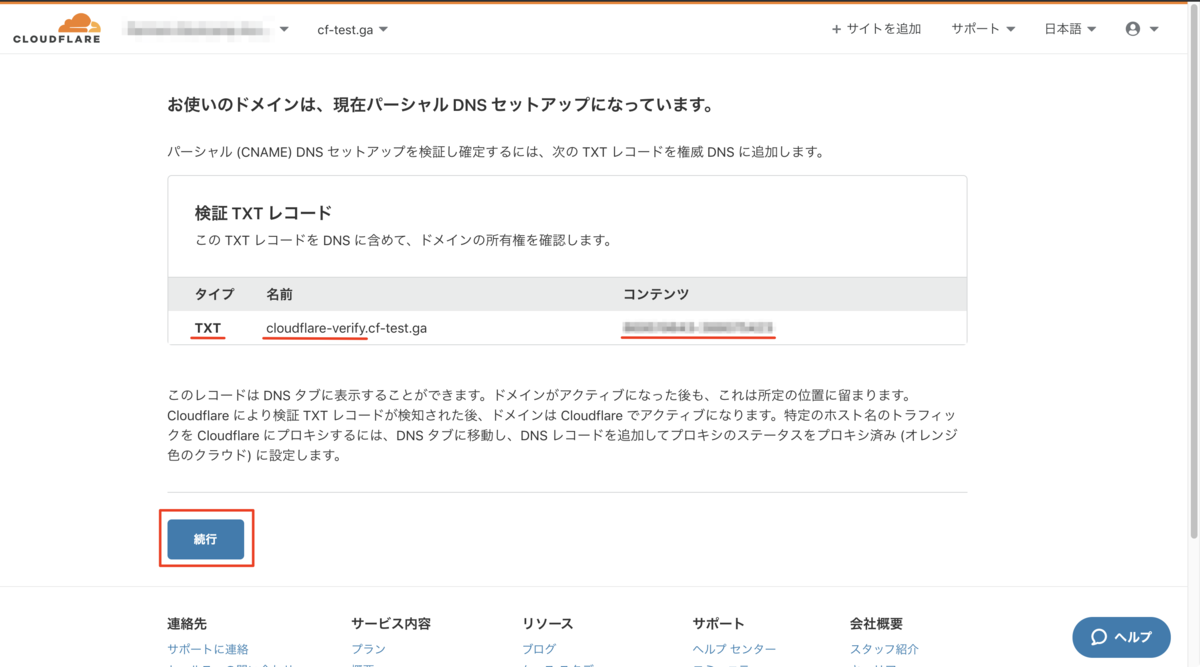 CLOUDFLARE
cf-test.ga
+ サイトを追加
サポート
日本語
お使いのドメインは、現在パーシャル DNS セットアップになっています。
パーシャル (CNAME) DNS セットアップを検証し確定するには、次の TXT レコードを権威 DNS に追加します。
検証 TXT レコード
この TXT レコードを DNS に含めて、ドメインの所有権を確認します。
タイプ 名前 コンテンツ
TXT cloudflare-verify.cf-test.ga
このレコードは DNS タブに表示することができます。ドメインがアクティブになった後も、これは所定の位置に留まります。
Cloudflare により検証 TXT レコードが検知された後、ドメインは Cloudflare でアクティブになります。特定のホスト名のトラフィッ
クを Cloudflare にプロキシするには、DNS タブに移動し、DNS レコードを追加してプロキシのステータスをプロキシ済み (オレンジ
色のクラウド) に設定します。
続行
連絡先 サービス内容 リソース サポート 会社概要
サポートに連絡 プラン ブログ ヘルプ センター スタッフ紹介
ヘルプ